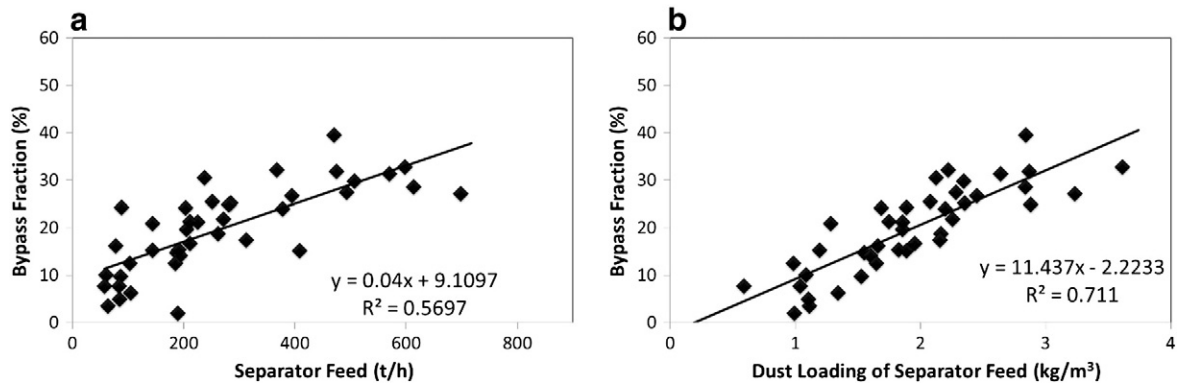 a
60
50
40
30
20
10
0
Bypass Fraction (%)
y = 0.04x + 9.1097
R² = 0.5697
0 200 400 600 800
Separator Feed (t/h)
b
60
50
40
30
20
10
0
Bypass Fraction (%)
y = 11.437x - 2.2233
R² = 0.711
0 1 2 3 4
Dust Loading of Separator Feed (kg/m³)